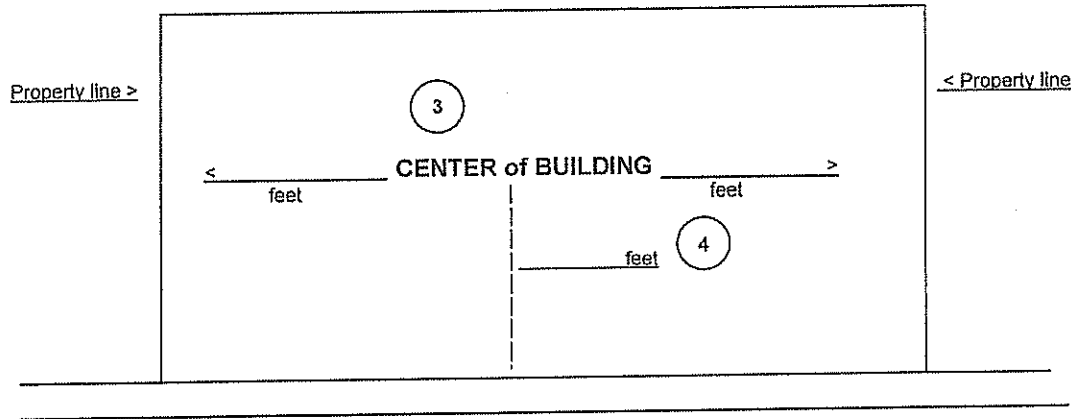 Property line >
< Property line
3
< CENTER of BUILDING >
feet feet
feet 4